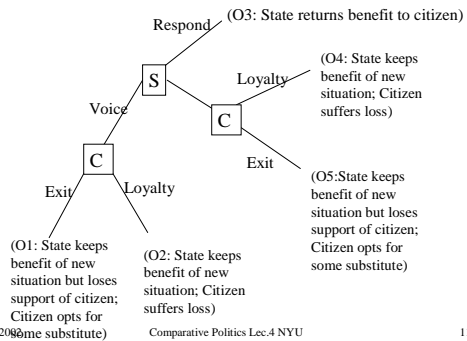 Respond
(O3: State returns benefit to citizen)
S
Loyalty
(O4: State keeps
benefit of new
situation; Citizen
suffers loss)
Voice
C
C
Exit
Exit
Loyalty
(O5:State keeps
benefit of new
situation but loses
support of citizen;
Citizen opts for
some substitute)
(O1: State keeps
benefit of new
situation but loses
support of citizen;
Citizen opts for
some substitute)
(O2: State keeps
benefit of new
situation; Citizen
suffers loss)
Comparative Politics Lec.4 NYU
1